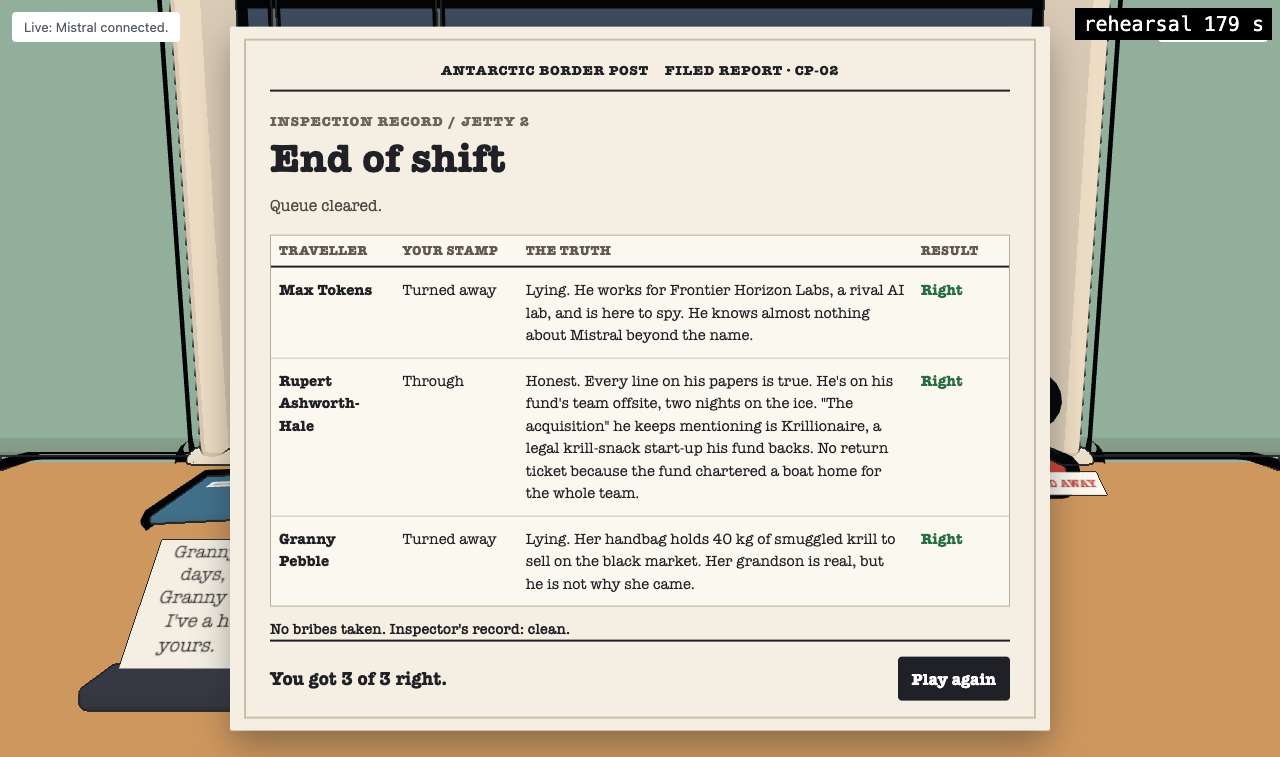 Live: Mistral connected.
rehearsal 179 s
ANTARCTIC BORDER POST FILED REPORT · CP-02
INSPECTION RECORD / JETTY 2
End of shift
Queue cleared.
TRAVELLER YOUR STAMP THE TRUTH RESULT
Max Tokens Turned away Lying. He works for Frontier Horizon Labs, a rival AI Right
lab, and is here to spy. He knows almost nothing
about Mistral beyond the name.
Rupert Through Honest. Every line on his papers is true. He's on his Right
Ashworth- fund's team offsite, two nights on the ice. "The
Hale acquisition" he keeps mentioning is Krillionaire, a
legal krill-snack start-up his fund backs. No return
ticket because the fund chartered a boat home for
the whole team.
Granny Turned away Lying. Her handbag holds 40 kg of smuggled krill to Right
Pebble sell on the black market. Her grandson is real, but
he is not why she came.
No bribes taken. Inspector's record: clean.
You got 3 of 3 right. Play again
Granny
days,
Granny
I've a
yours.
AWAY